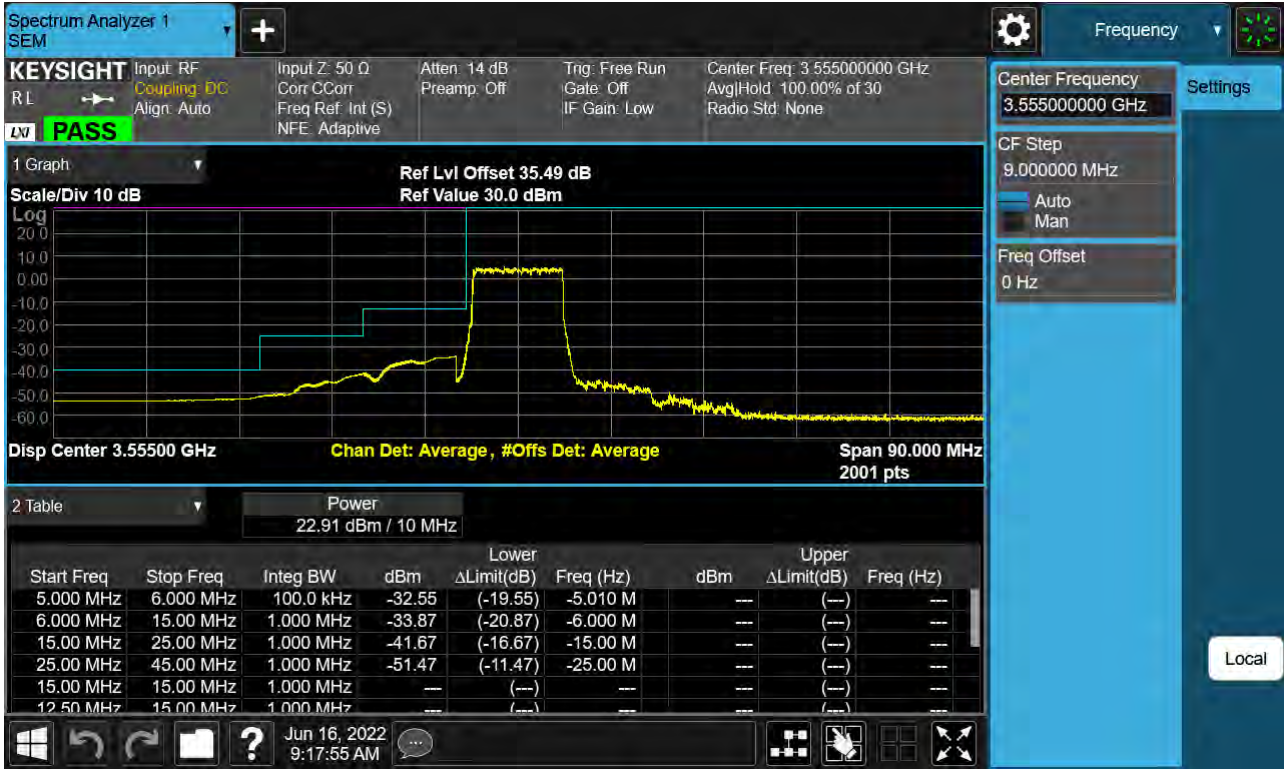 Spectrum Analyzer 1
SEM
Frequency
KEYSIGHT
R L
LXI
PASS
Input: RF
Coupling: DC
Align: Auto
Input Z: 50 Ω
Corr CCorr
Freq Ref: Int (S)
NFE: Adaptive
Atten: 14 dB
Preamp: Off
Trig: Free Run
Gate: Off
IF Gain: Low
Center Freq: 3.555000000 GHz
Avg|Hold: 100.00% of 30
Radio Std: None
Center Frequency
3.555000000 GHz
Settings
CF Step
9.000000 MHz
Auto
Man
Freq Offset
0 Hz
1 Graph
Scale/Div 10 dB
Ref Lvl Offset 35.49 dB
Ref Value 30.0 dBm
Log
20.0
10.0
0.00
-10.0
-20.0
-30.0
-40.0
-50.0
-60.0
Disp Center 3.55500 GHz Chan Det: Average, #Offs Det: Average Span 90.000 MHz
2001 pts
2 Table
Power
22.91 dBm / 10 MHz
Lower Upper
Start Freq Stop Freq Integ BW dBm ΔLimit(dB) Freq (Hz) dBm ΔLimit(dB) Freq (Hz)
5.000 MHz 6.000 MHz 100.0 kHz -32.55 (-19.55) -5.010 M --- (---) ---
6.000 MHz 15.00 MHz 1.000 MHz -33.87 (-20.87) -6.000 M --- (---) ---
15.00 MHz 25.00 MHz 1.000 MHz -41.67 (-16.67) -15.00 M --- (---) ---
25.00 MHz 45.00 MHz 1.000 MHz -51.47 (-11.47) -25.00 M --- (---) ---
15.00 MHz 15.00 MHz 1.000 MHz --- (---) --- --- (---) ---
12.50 MHz 15.00 MHz 1.000 MHz --- (---) --- --- (---) ---
Local
Jun 16, 2022
9:17:55 AM